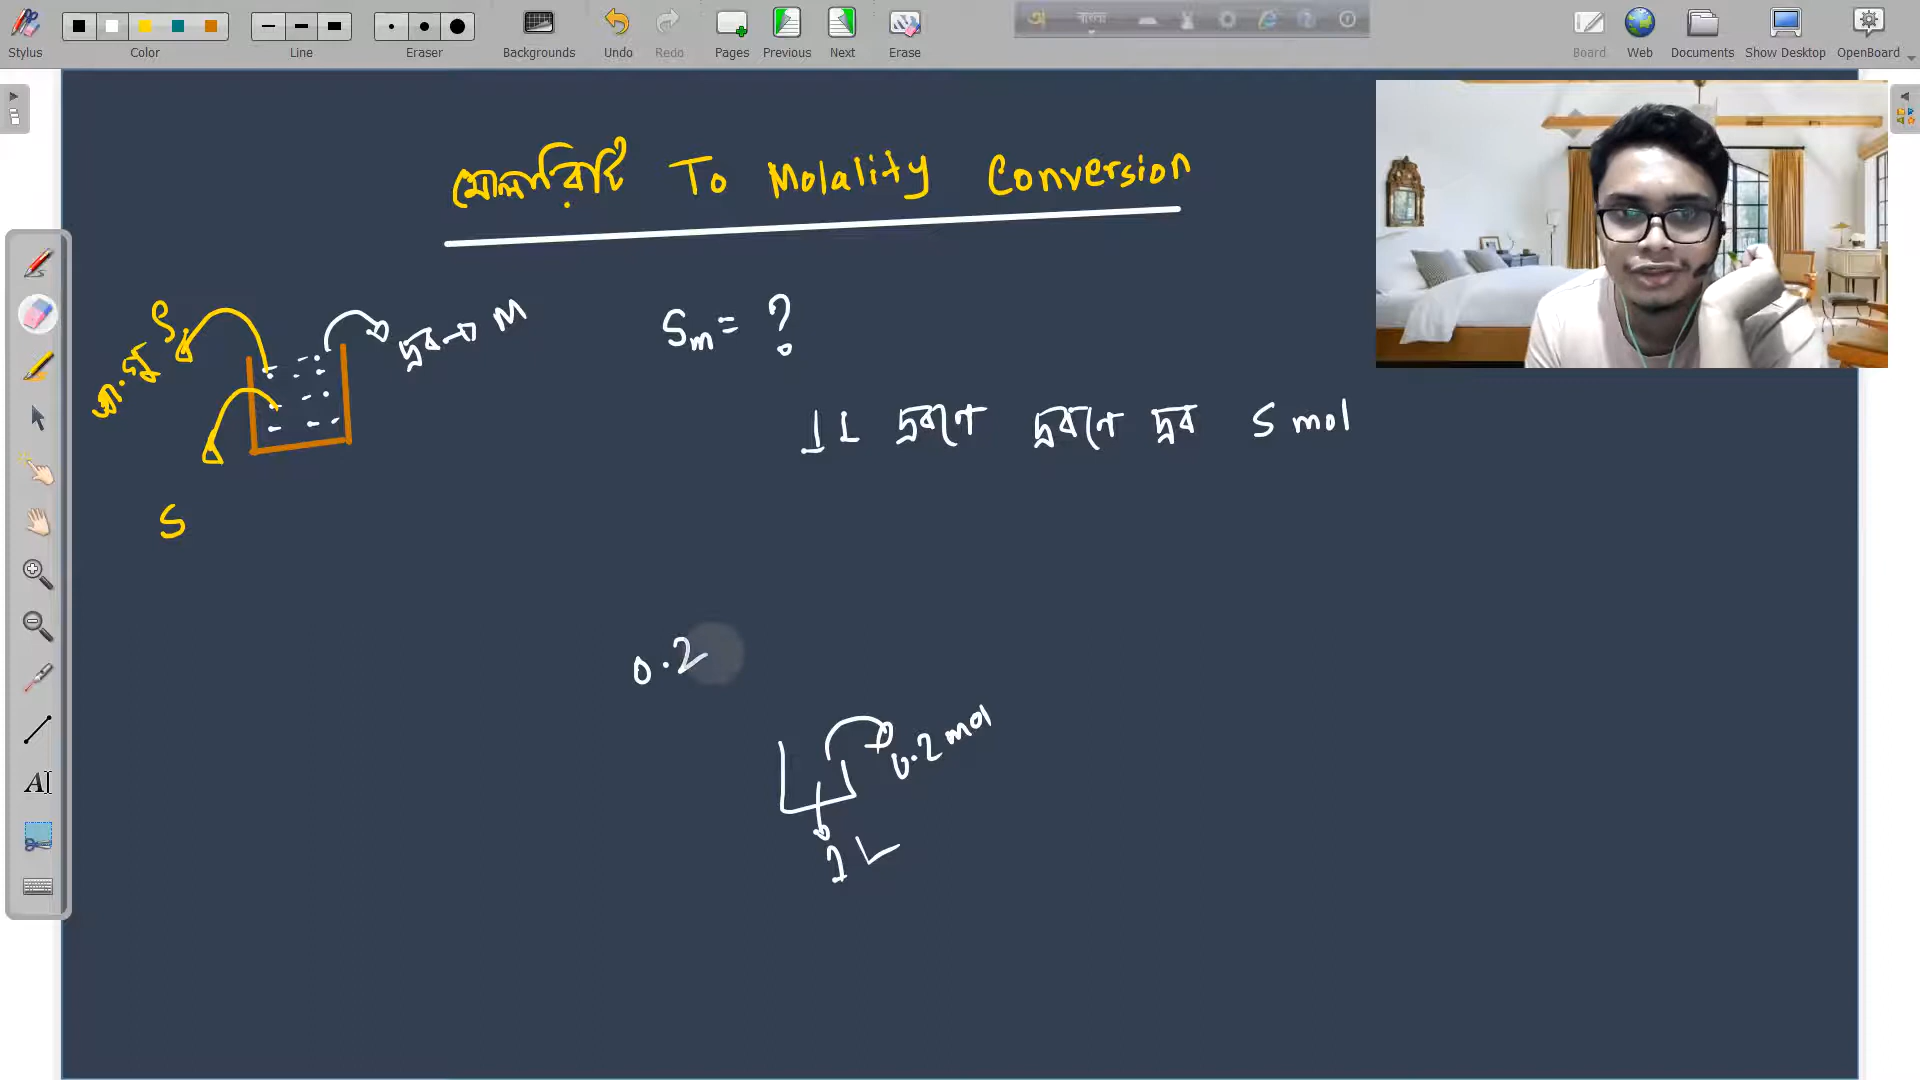 Stylus Color Line Eraser Backgrounds Undo Redo Pages Previous Next Erase Board Web Documents Show Desktop OpenBoard
অ বাংলা
মোলারিটি To Molality Conversion
ρ
আ. গু
দ্রব → M
Sm = ?
1 L দ্রবণে দ্রবণে দ্রব S mol
S
0.2
0.2 mol
1 L